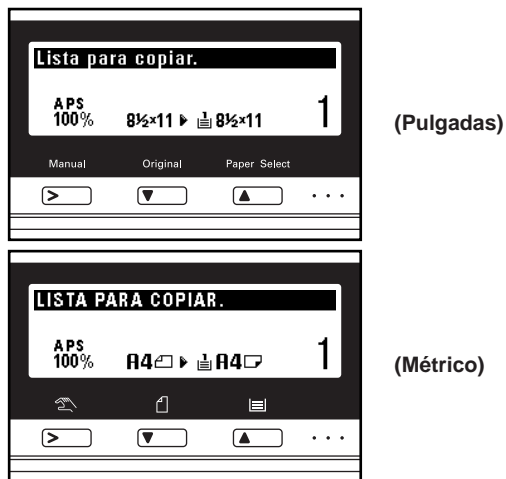 Lista para copiar.
APS
100% 8½×11 8½×11 1
(Pulgadas)
Manual Original Paper Select
LISTA PARA COPIAR.
APS
100% A4 A4 1
(Métrico)